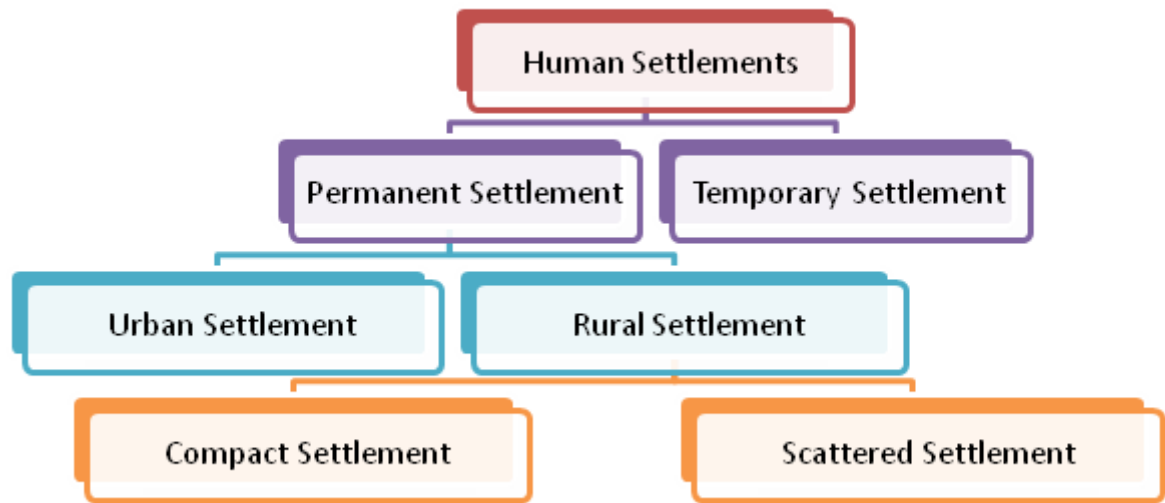 Human Settlements
Permanent Settlement
Temporary Settlement
Urban Settlement
Rural Settlement
Compact Settlement
Scattered Settlement